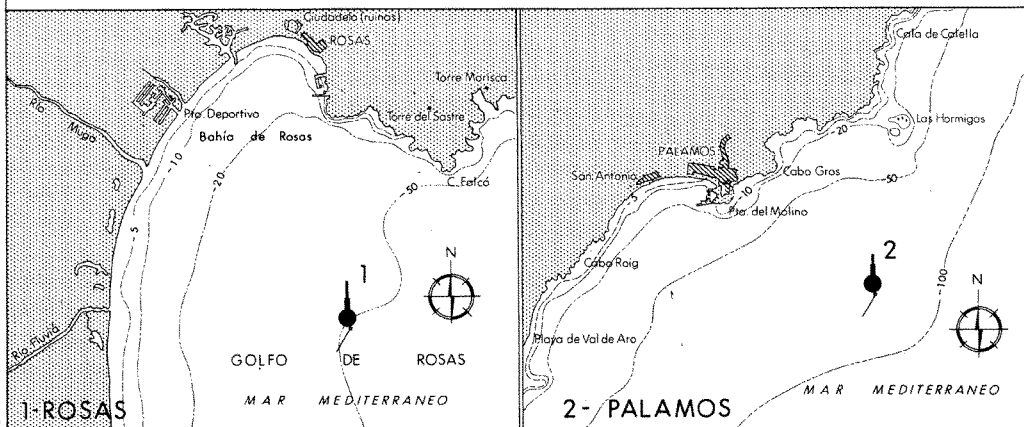 Ciudadela (ruinas)
ROSAS
Torre Morisca
Torre del Sastre
Pto. Deportivo
Bahía de Rosas
Río Muga
C. Falcó
-5
-10
-20
-50
1
N
Río Fluviá
GOLFO DE ROSAS
MAR MEDITERRANEO
1-ROSAS
Cala de Calella
Las Hormigas
20
PALAMOS
San Antonio
Cabo Gros
-5
-10
-50
Pta. del Molino
Cabo Roig
2
-100
N
Playa de Val de Aro
MAR MEDITERRANEO
2- PALAMOS